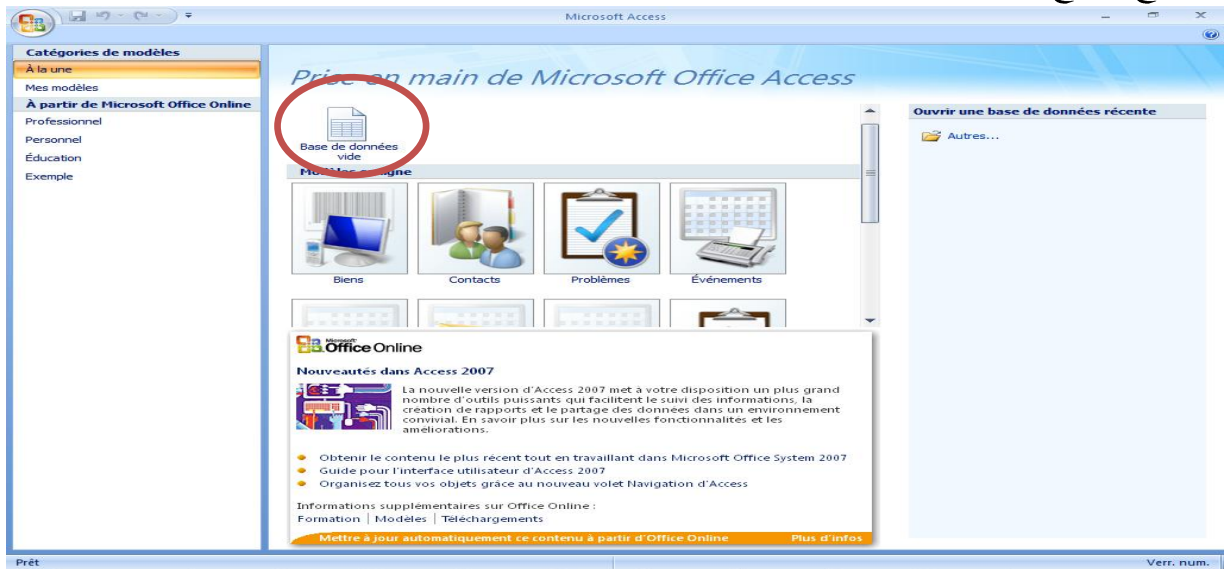 Microsoft Access
Catégories de modèles
À la une
Mes modèles
À partir de Microsoft Office Online
Professionnel
Personnel
Éducation
Exemple
Prise en main de Microsoft Office Access
Base de données
vide
Modèles en ligne
Biens
Contacts
Problèmes
Événements
Microsoft
Office Online
Nouveautés dans Access 2007
La nouvelle version d'Access 2007 met à votre disposition un plus grand
nombre d'outils puissants qui facilitent le suivi des informations, la
création de rapports et le partage des données dans un environnement
convivial. En savoir plus sur les nouvelles fonctionnalités et les
améliorations.
Obtenir le contenu le plus récent tout en travaillant dans Microsoft Office System 2007
Guide pour l'interface utilisateur d'Access 2007
Organisez tous vos objets grâce au nouveau volet Navigation d'Access
Informations supplémentaires sur Office Online :
Formation | Modèles | Téléchargements
Mettre à jour automatiquement ce contenu à partir d'Office Online
Plus d'infos
Ouvrir une base de données récente
Autres...
Prêt
Verr. num.